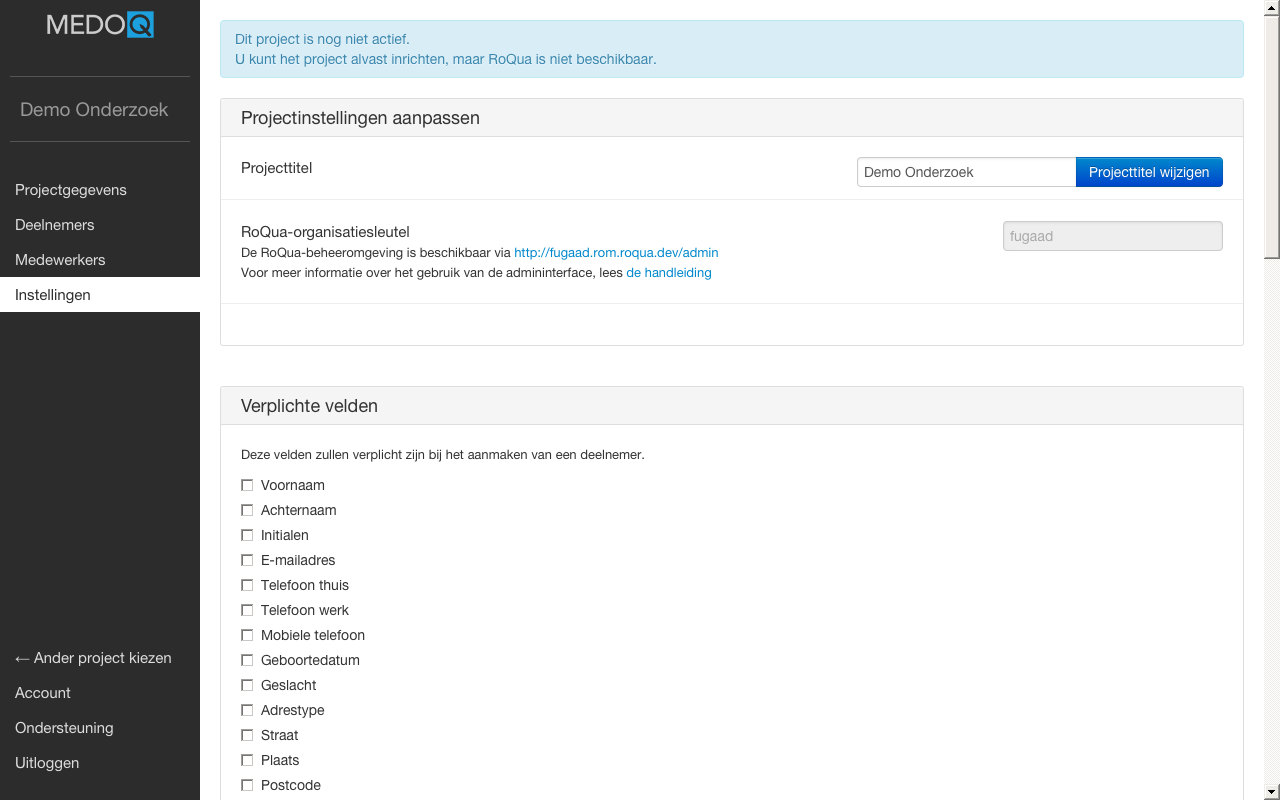 MEDOQ
Demo Onderzoek
Projectgegevens
Deelnemers
Medewerkers
Instellingen
← Ander project kiezen
Account
Ondersteuning
Uitloggen
Dit project is nog niet actief.
U kunt het project alvast inrichten, maar RoQua is niet beschikbaar.
Projectinstellingen aanpassen
Projecttitel
Demo Onderzoek
Projecttitel wijzigen
RoQua-organisatiesleutel
fugaad
De RoQua-beheeromgeving is beschikbaar via http://fugaad.rom.roqua.dev/admin
Voor meer informatie over het gebruik van de admininterface, lees de handleiding
Verplichte velden
Deze velden zullen verplicht zijn bij het aanmaken van een deelnemer.
Voornaam
Achternaam
Initialen
E-mailadres
Telefoon thuis
Telefoon werk
Mobiele telefoon
Geboortedatum
Geslacht
Adrestype
Straat
Plaats
Postcode